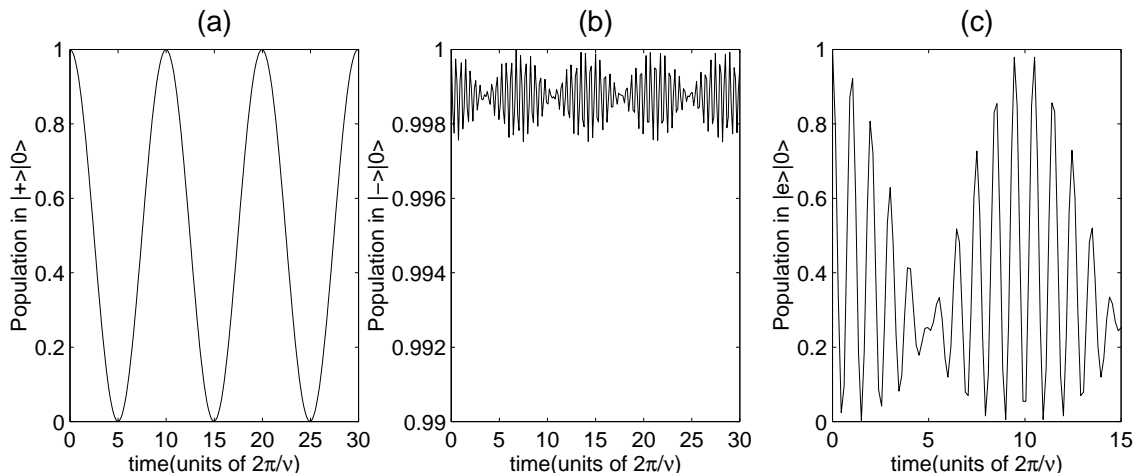 (a)
Population in |+>|0>
1
0.8
0.6
0.4
0.2
0
0 5 10 15 20 25 30
time(units of 2π/ν)
(b)
Population in |−>|0>
1
0.998
0.996
0.994
0.992
0.99
0 5 10 15 20 25 30
time(units of 2π/ν)
(c)
Population in |e>|0>
1
0.8
0.6
0.4
0.2
0
0 5 10 15
time(units of 2π/ν)